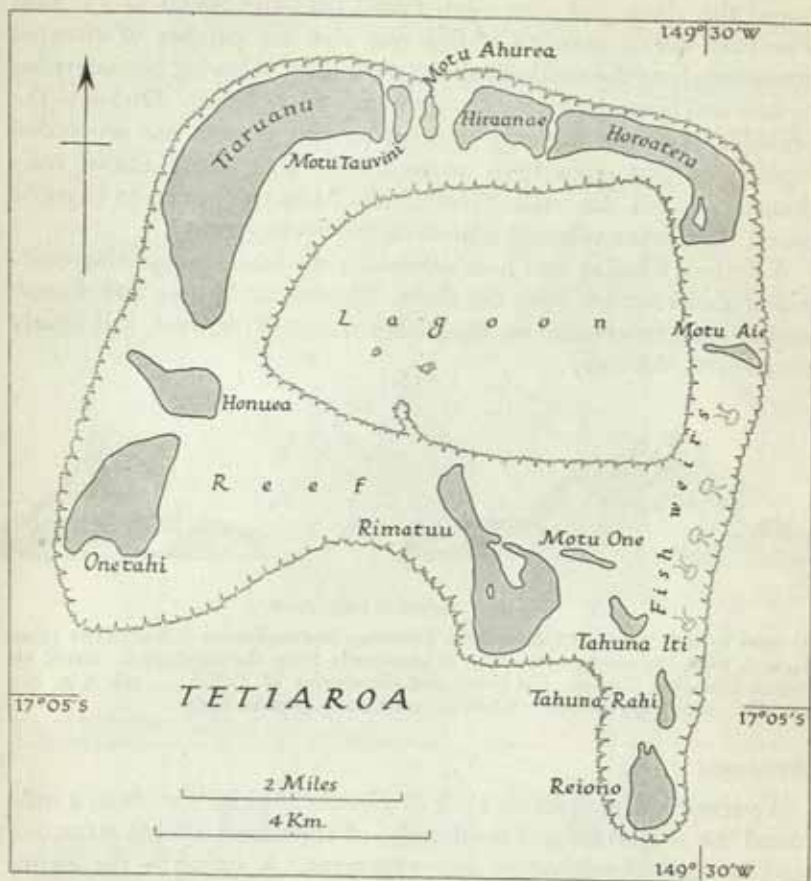 149° 30'W
Motu Ahurea
Tiaruanu
Hiraanae
Horoatera
Motu Tauvini
Lagoon
Motu Aie
Honuea
Fish weirs
Reef
Rimatuu
Motu One
Onetahi
Tahuna Iti
TETIAROA
17°05'S
Tahuna Rahi
17°05'S
2 Miles
Reiono
4 Km.
149° 30'W